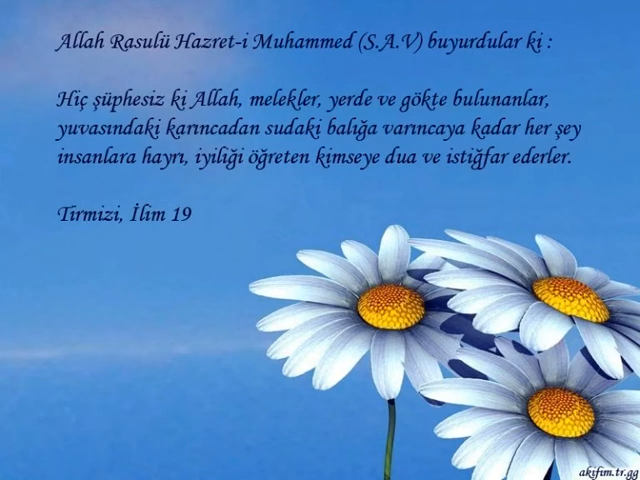 Allah Rasulü Hazret-i Muhammed (S.A.V) buyurdular ki :
Hiç şüphesiz ki Allah, melekler, yerde ve gökte bulunanlar,
yuvasındaki karıncadan sudaki balığa varıncaya kadar her şey
insanlara hayrı, iyiliği öğreten kimseye dua ve istiğfar ederler.
Tirmizi, İlim 19
akifim.tr.gg